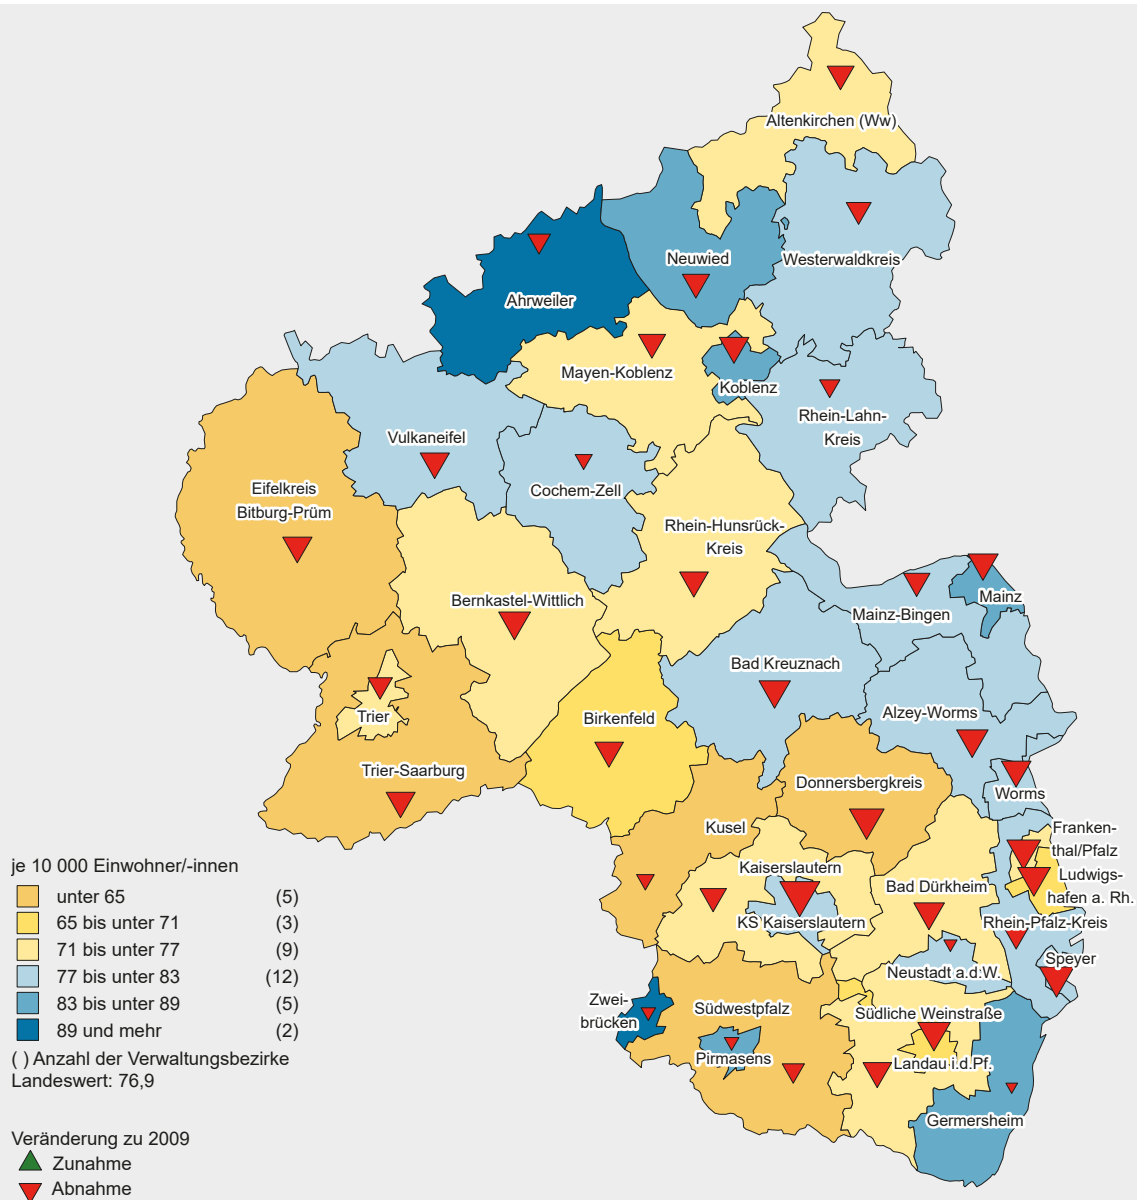 Altenkirchen (Ww)
Neuwied
Westerwaldkreis
Ahrweiler
Mayen-Koblenz
Koblenz
Rhein-Lahn-
Kreis
Vulkaneifel
Cochem-Zell
Eifelkreis
Bitburg-Prüm
Rhein-Hunsrück-
Kreis
Bernkastel-Wittlich
Mainz
Mainz-Bingen
Bad Kreuznach
Trier
Birkenfeld
Alzey-Worms
Trier-Saarburg
Donnersbergkreis
Worms
Kusel
Franken-
thal/Pfalz
Kaiserslautern
Ludwigs-
hafen a. Rh.
Bad Dürkheim
KS Kaiserslautern
Rhein-Pfalz-Kreis
Speyer
Neustadt a.d.W.
Zwei-
brücken
Südwestpfalz
Südliche Weinstraße
Pirmasens
Landau i.d.Pf.
Germersheim
je 10 000 Einwohner/-innen
unter 65 (5)
65 bis unter 71 (3)
71 bis unter 77 (9)
77 bis unter 83 (12)
83 bis unter 89 (5)
89 und mehr (2)
( ) Anzahl der Verwaltungsbezirke
Landeswert: 76,9
Veränderung zu 2009
Zunahme
Abnahme